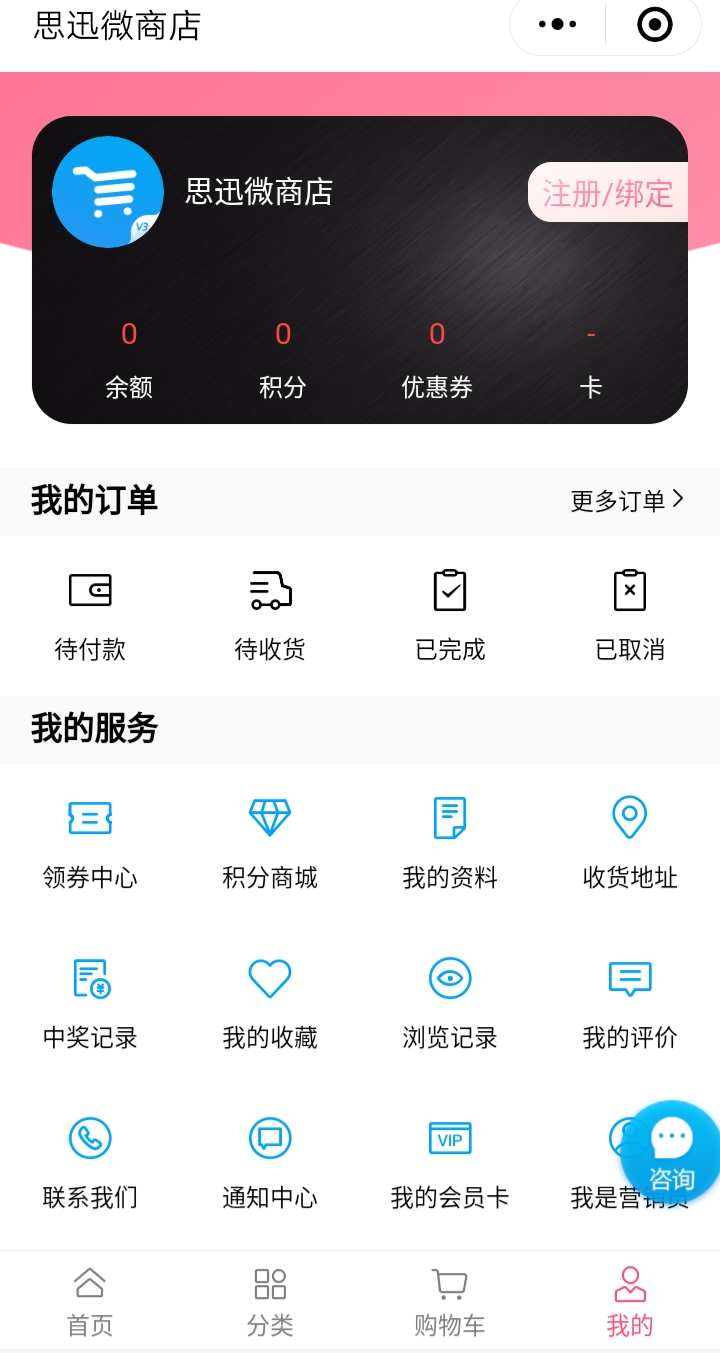 思迅微商店
思迅微商店
注册/绑定
V3
0 0 0 -
余额 积分 优惠券 卡
我的订单 更多订单
待付款 待收货 已完成 已取消
我的服务
领券中心 积分商城 我的资料 收货地址
¥
中奖记录 我的收藏 浏览记录 我的评价
VIP
联系我们 通知中心 我的会员卡 我是营销员
咨询
首页 分类 购物车 我的